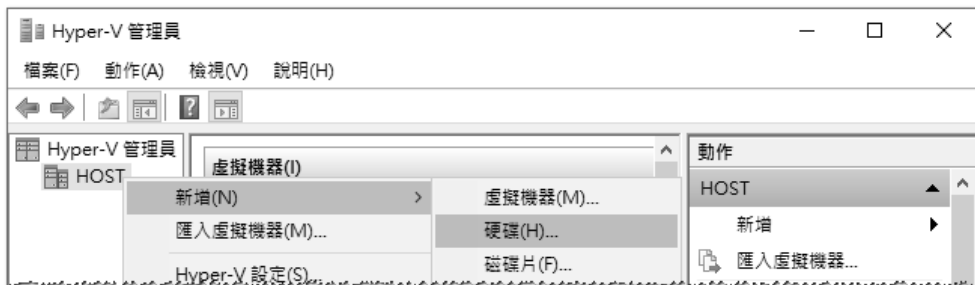 Hyper-V 管理員
檔案(F) 動作(A) 檢視(V) 說明(H)
Hyper-V 管理員
HOST
虛擬機器(I)
新增(N)
匯入虛擬機器(M)...
Hyper-V 設定(S)...
虛擬機器(M)...
硬碟(H)...
磁碟片(F)...
動作
HOST
新增
匯入虛擬機器...